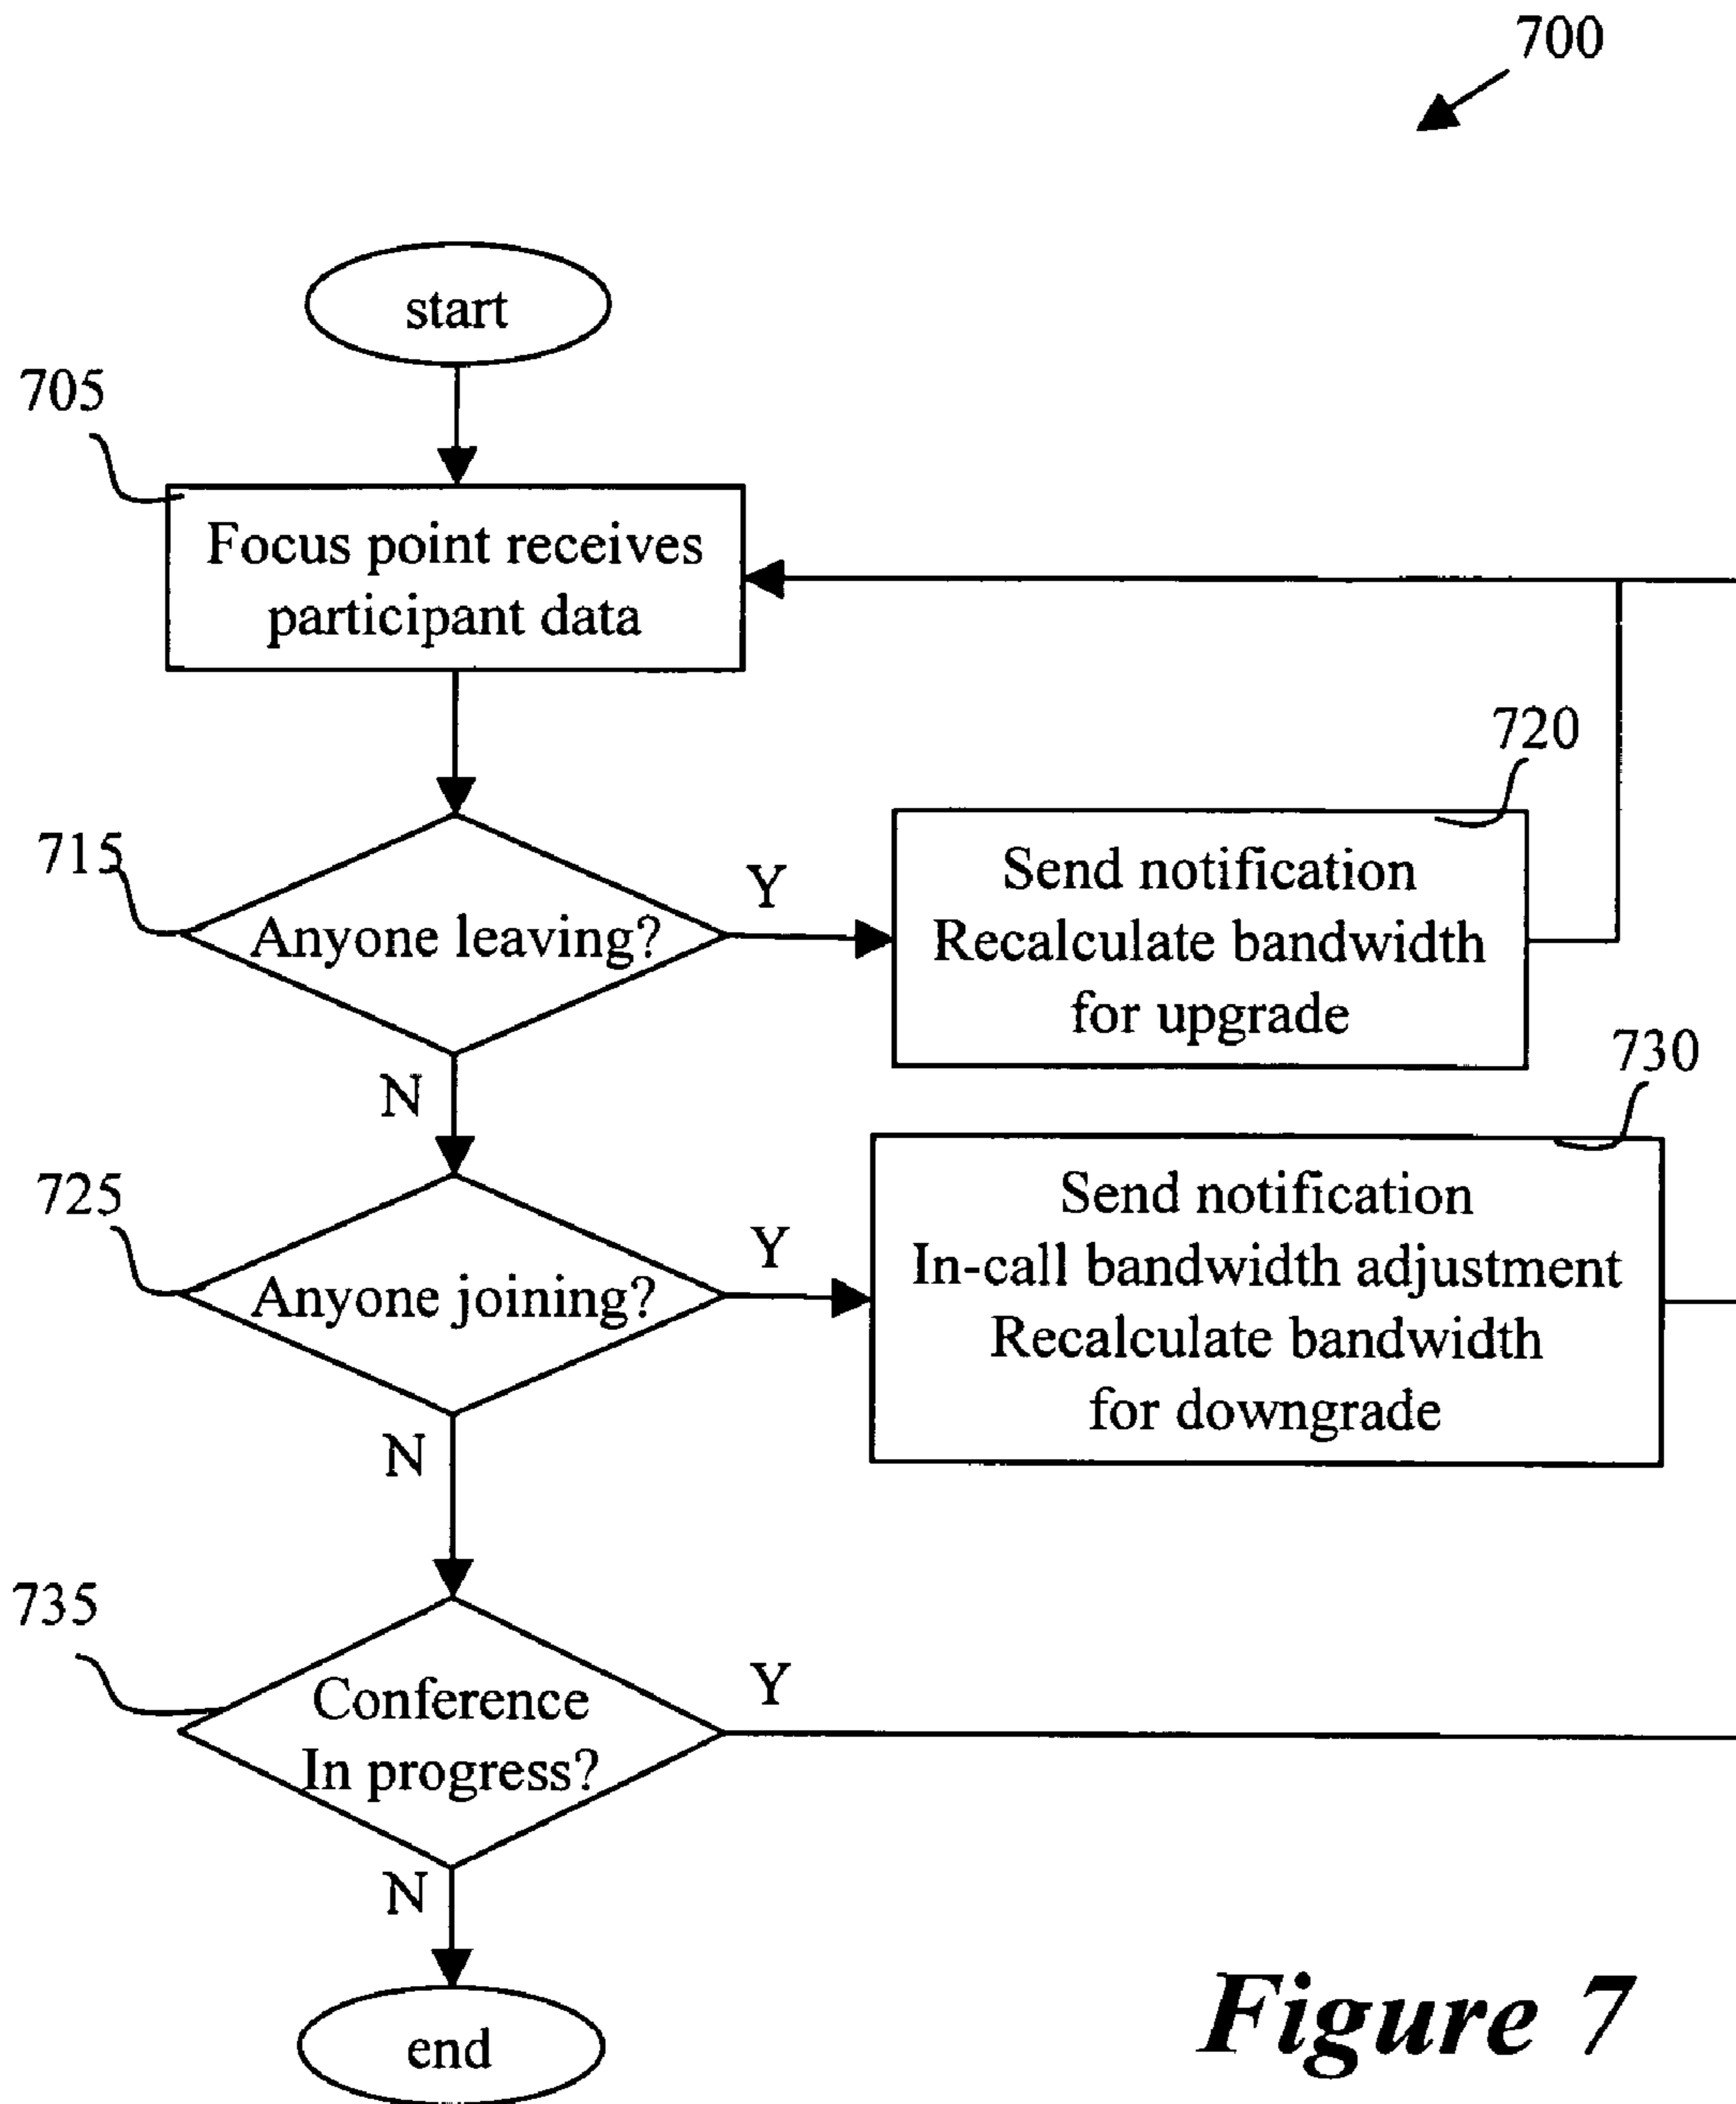 700
start
705
Focus point receives
participant data
720
715
Anyone leaving?
Y
Send notification
Recalculate bandwidth
for upgrade
N
730
725
Anyone joining?
Y
Send notification
In-call bandwidth adjustment
Recalculate bandwidth
for downgrade
N
735
Conference
In progress?
Y
N
end
Figure 7